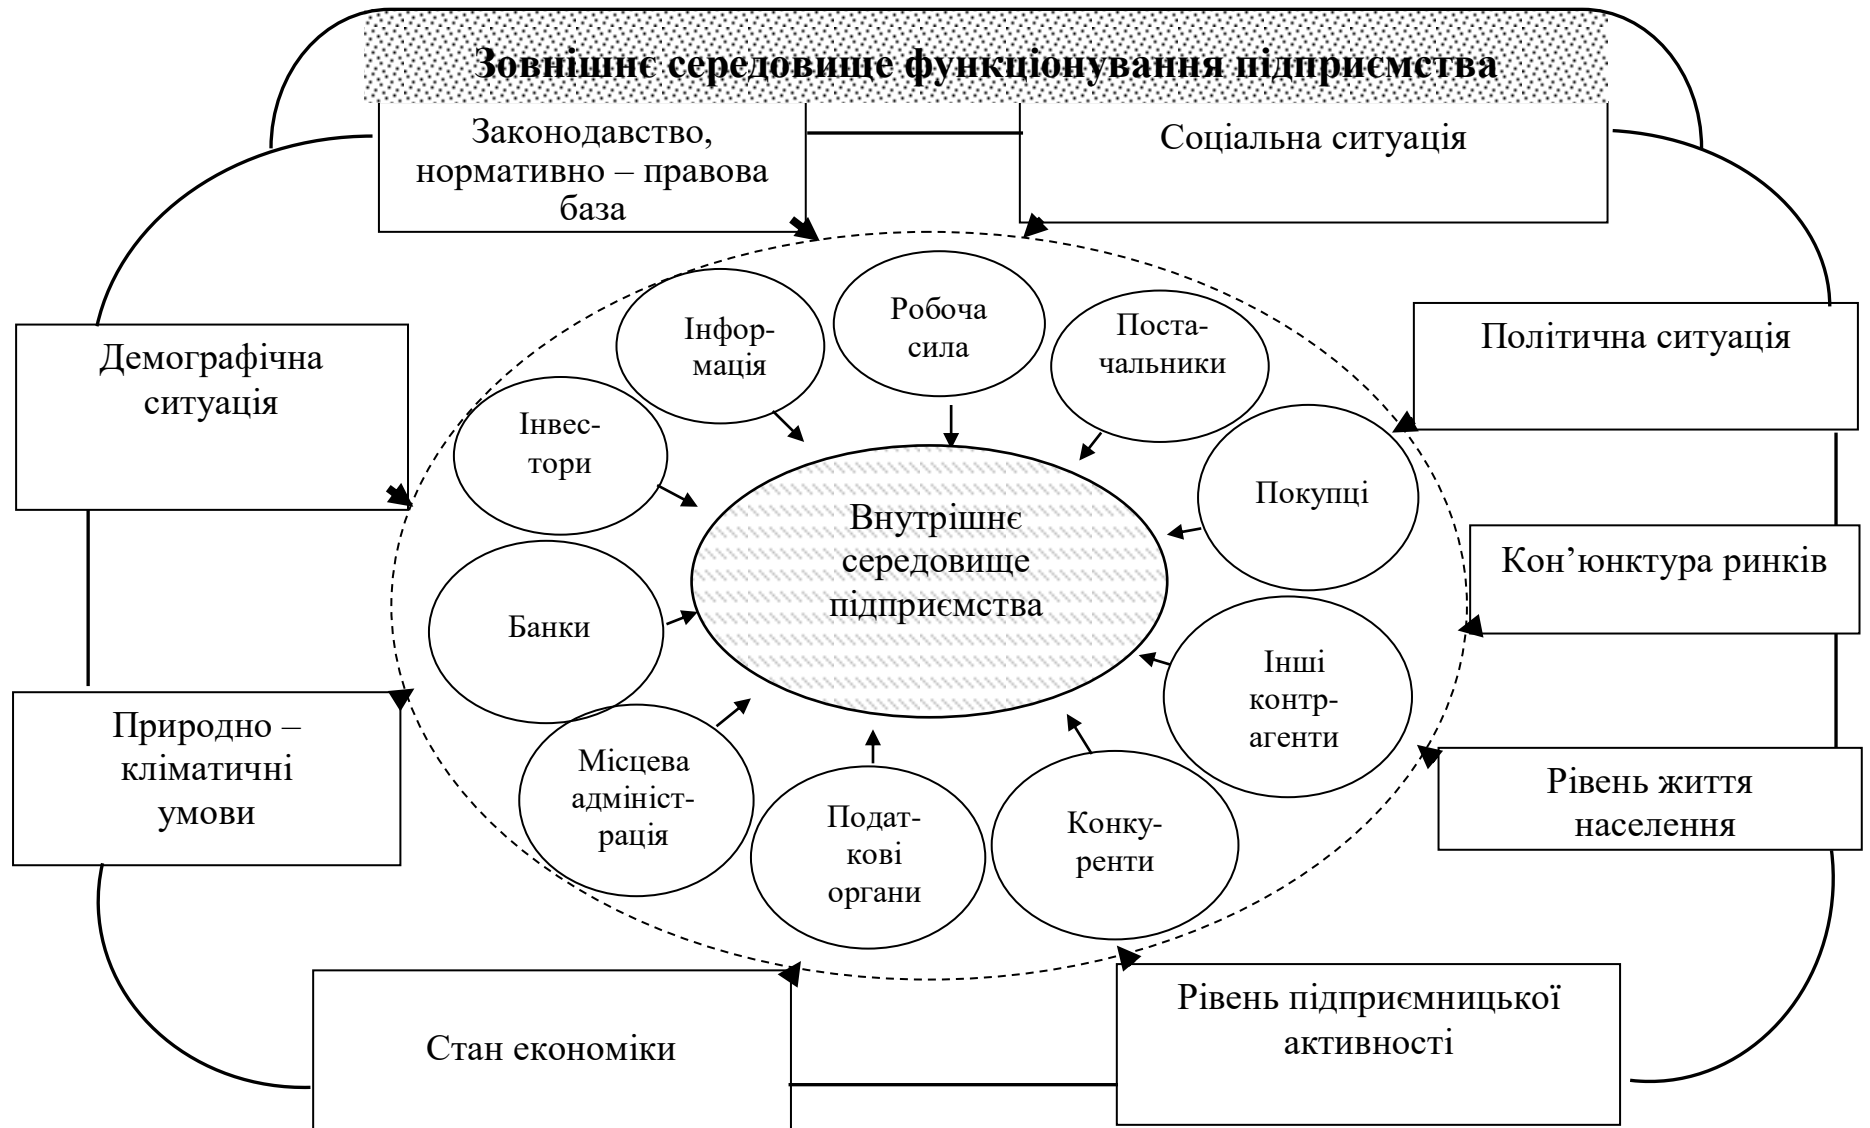 Зовнішнє середовище функціонування підприємства
Законодавство,
нормативно – правова
база
Соціальна ситуація
Демографічна
ситуація
Політична ситуація
Інфор-
мація
Робоча
сила
Поста-
чальники
Інвес-
тори
Покупці
Внутрішнє
середовище
підприємства
Кон’юнктура ринків
Банки
Інші
контр-
агенти
Природно –
кліматичні
умови
Місцева
адмініст-
рація
Подат-
кові
органи
Конку-
ренти
Рівень життя
населення
Стан економіки
Рівень підприємницької
активності